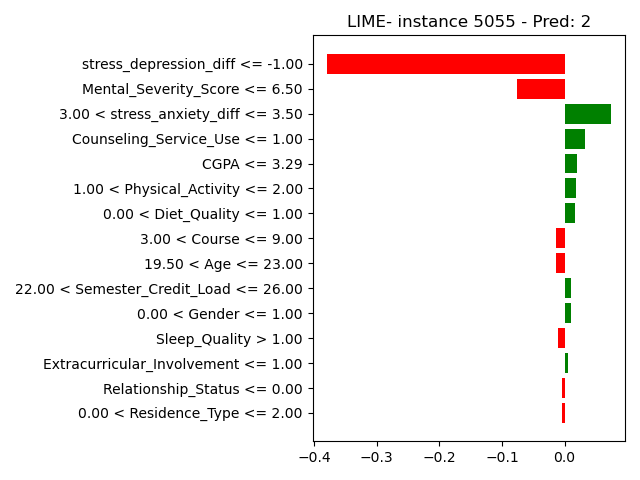 LIME- instance 5055 - Pred: 2
stress_depression_diff <= -1.00
Mental_Severity_Score <= 6.50
3.00 < stress_anxiety_diff <= 3.50
Counseling_Service_Use <= 1.00
CGPA <= 3.29
1.00 < Physical_Activity <= 2.00
0.00 < Diet_Quality <= 1.00
3.00 < Course <= 9.00
19.50 < Age <= 23.00
22.00 < Semester_Credit_Load <= 26.00
0.00 < Gender <= 1.00
Sleep_Quality > 1.00
Extracurricular_Involvement <= 1.00
Relationship_Status <= 0.00
0.00 < Residence_Type <= 2.00
−0.4 −0.3 −0.2 −0.1 0.0